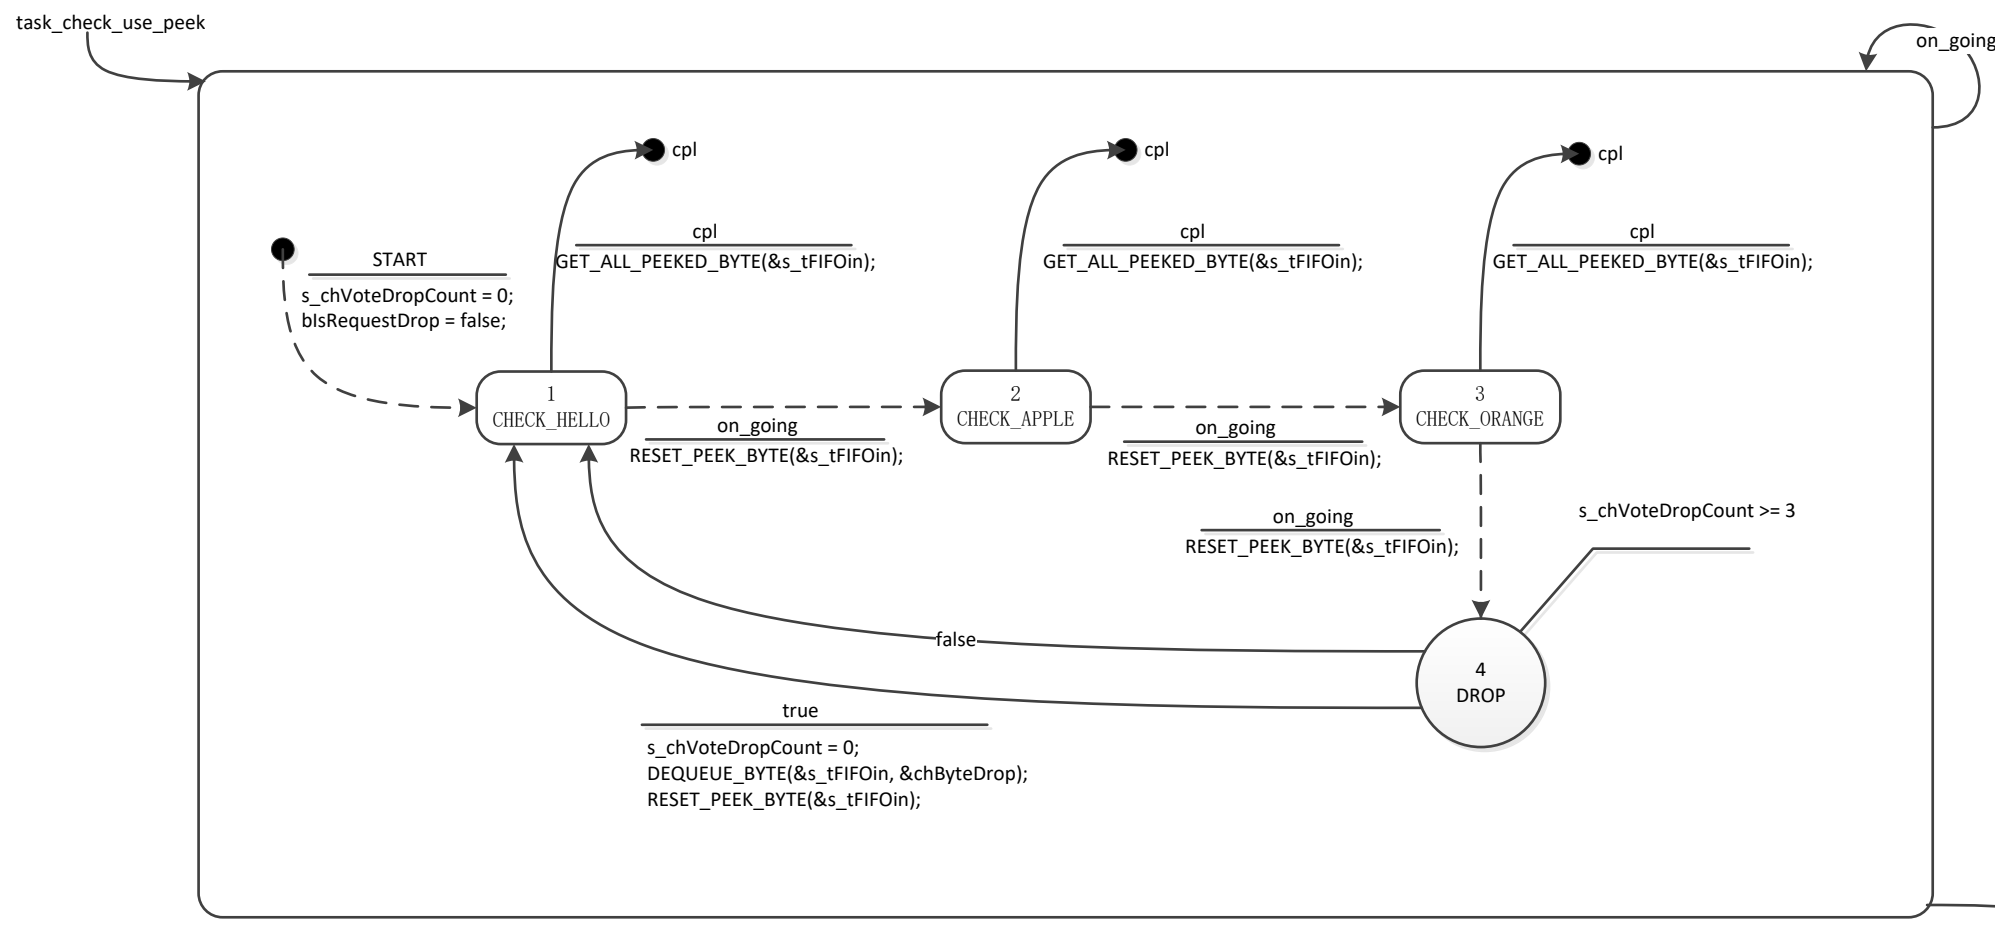 task_check_use_peek
on_going
cpl
cpl
cpl
cpl
GET_ALL_PEEKED_BYTE(&s_tFIFOin);
cpl
GET_ALL_PEEKED_BYTE(&s_tFIFOin);
cpl
GET_ALL_PEEKED_BYTE(&s_tFIFOin);
START
s_chVoteDropCount = 0;
bIsRequestDrop = false;
1
CHECK_HELLO
2
CHECK_APPLE
3
CHECK_ORANGE
on_going
RESET_PEEK_BYTE(&s_tFIFOin);
on_going
RESET_PEEK_BYTE(&s_tFIFOin);
on_going
RESET_PEEK_BYTE(&s_tFIFOin);
s_chVoteDropCount >= 3
false
4
DROP
true
s_chVoteDropCount = 0;
DEQUEUE_BYTE(&s_tFIFOin, &chByteDrop);
RESET_PEEK_BYTE(&s_tFIFOin);